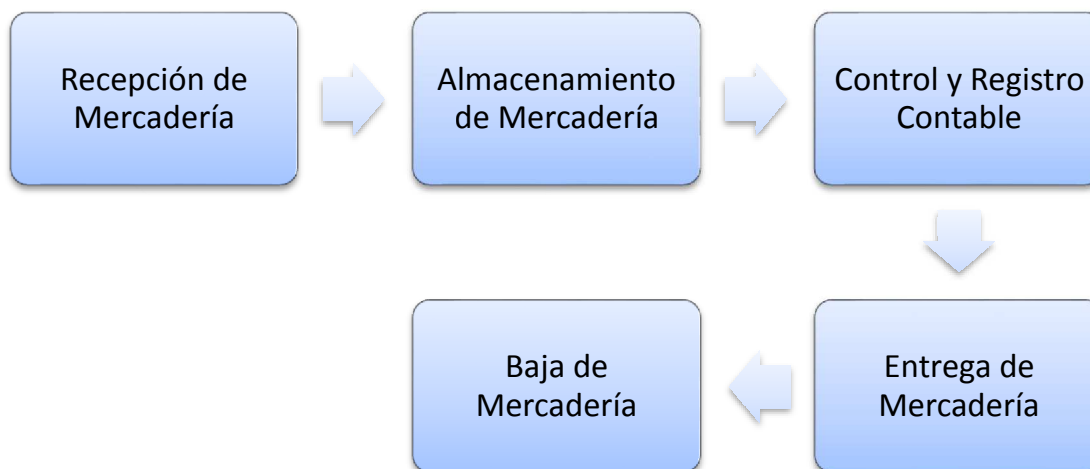 Recepción de
Mercadería
Almacenamiento
de Mercadería
Control y Registro
Contable
Entrega de
Mercadería
Baja de
Mercadería